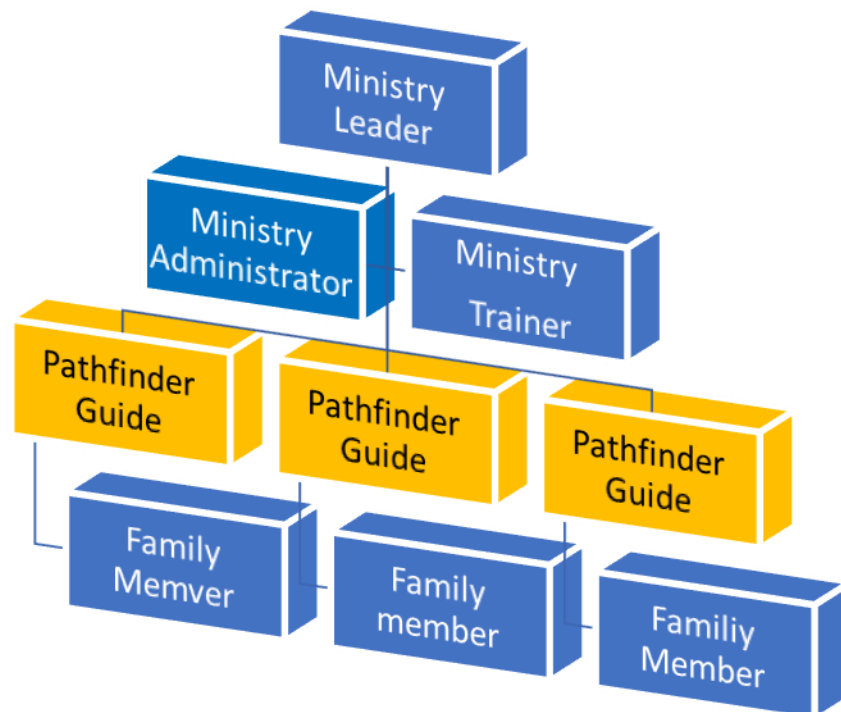 Ministry
Leader
Ministry
Administrator
Ministry
Trainer
Pathfinder
Guide
Pathfinder
Guide
Pathfinder
Guide
Family
Memver
Family
member
Familiy
Member